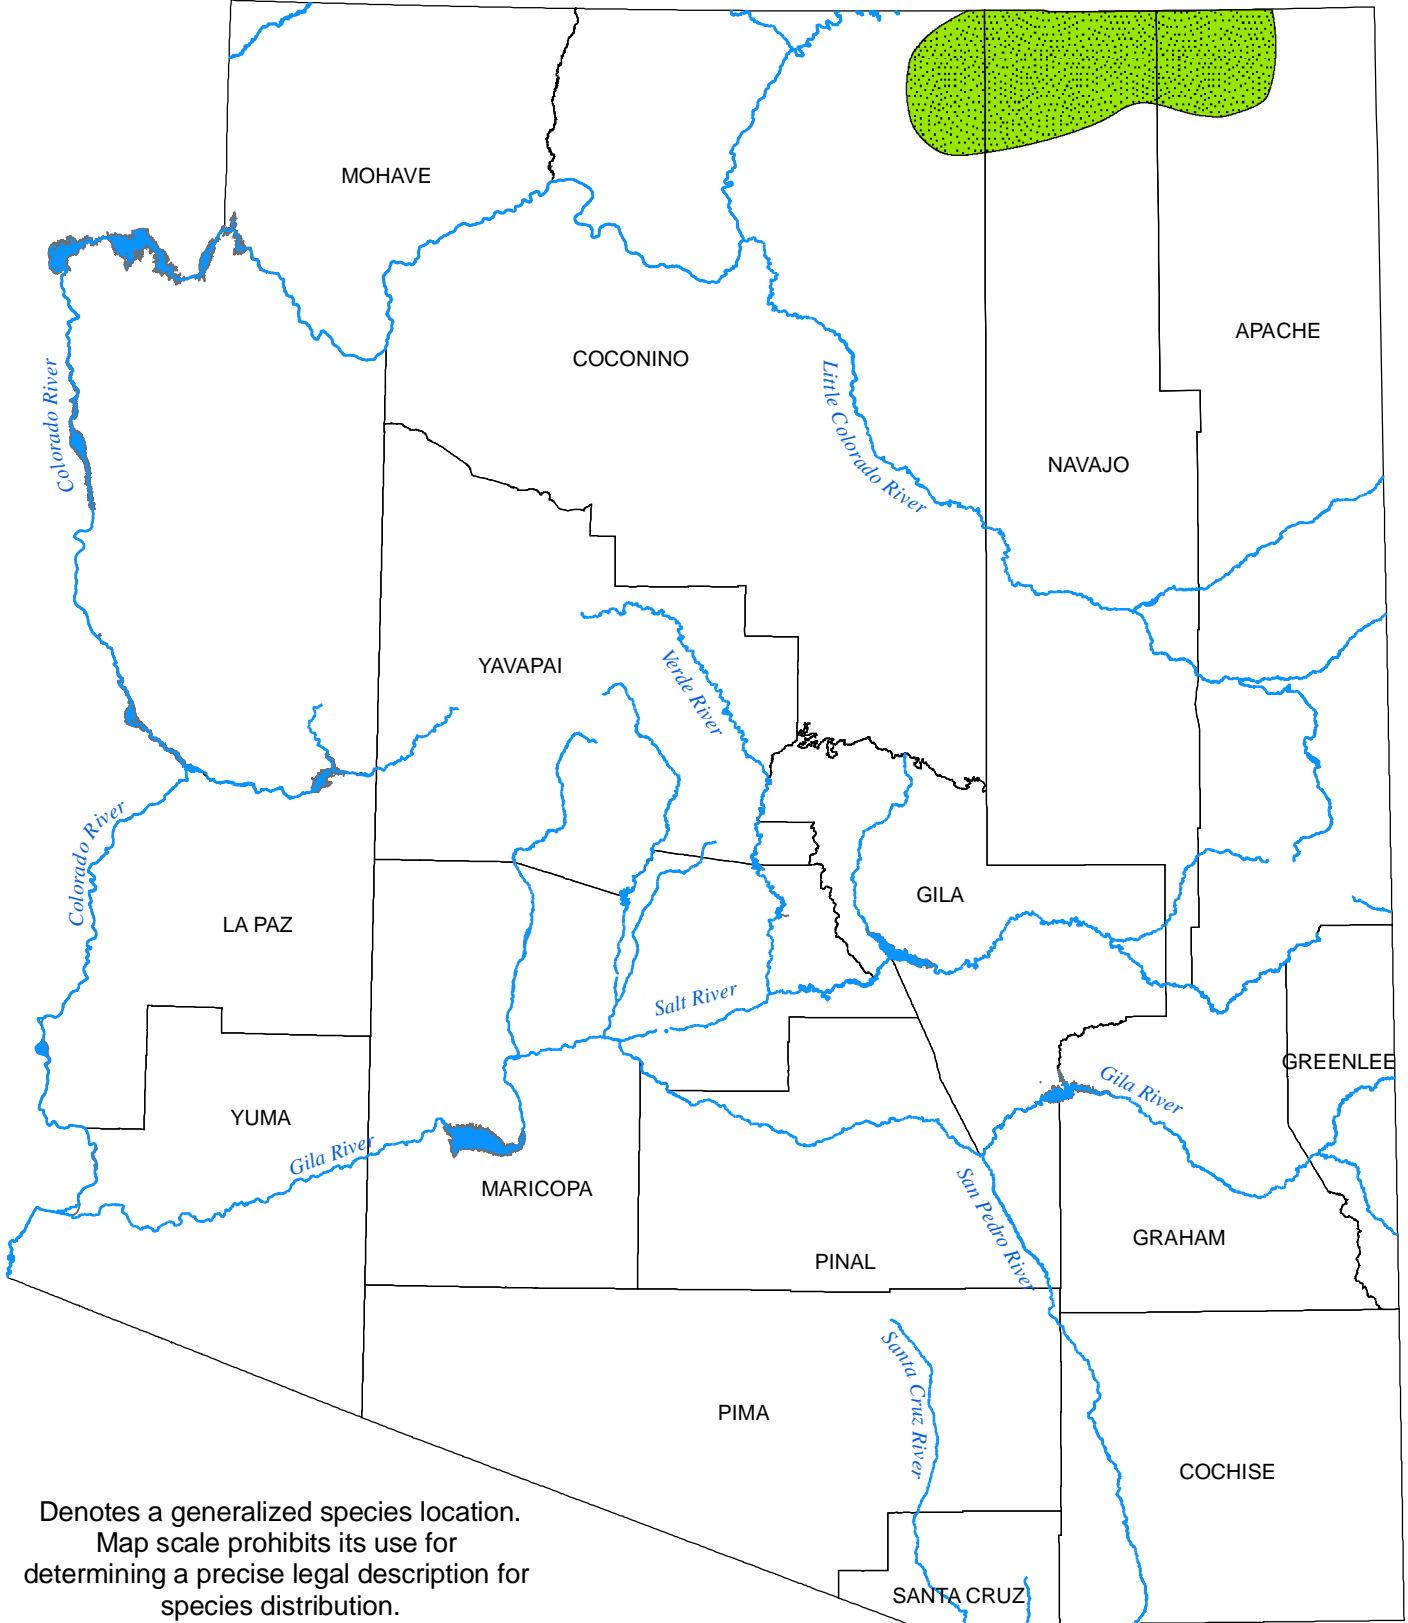 MOHAVE
COCONINO
APACHE
Colorado River
Little Colorado River
NAVAJO
YAVAPAI
Verde River
Colorado River
LA PAZ
GILA
Salt River
GREENLEE
Gila River
YUMA
Gila River
MARICOPA
San Pedro River
GRAHAM
PINAL
Santa Cruz River
PIMA
COCHISE
Denotes a generalized species location.
Map scale prohibits its use for
determining a precise legal description for
species distribution.
SANTA CRUZ